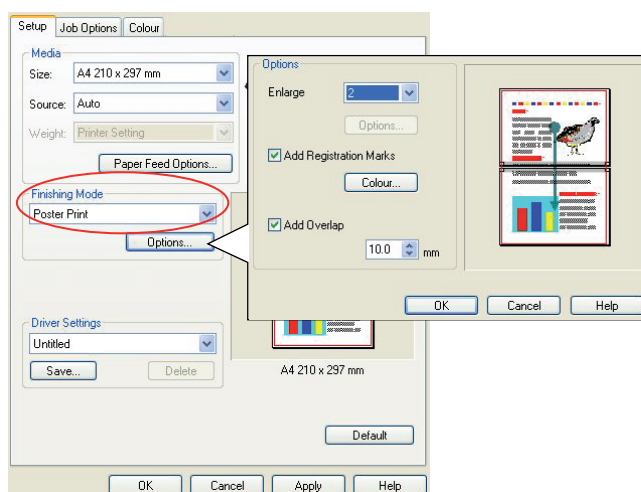 Setup
Job Options
Colour
Media
Size:
A4 210 x 297 mm
Source:
Auto
Weight:
Printer Setting
Paper Feed Options...
Finishing Mode
Poster Print
Options...
Driver Settings
Untitled
Save...
Delete
A4 210 x 297 mm
Default
OK
Cancel
Apply
Help
Options
Enlarge
2
Options...
Add Registration Marks
Colour...
Add Overlap
10.0
mm
OK
Cancel
Help